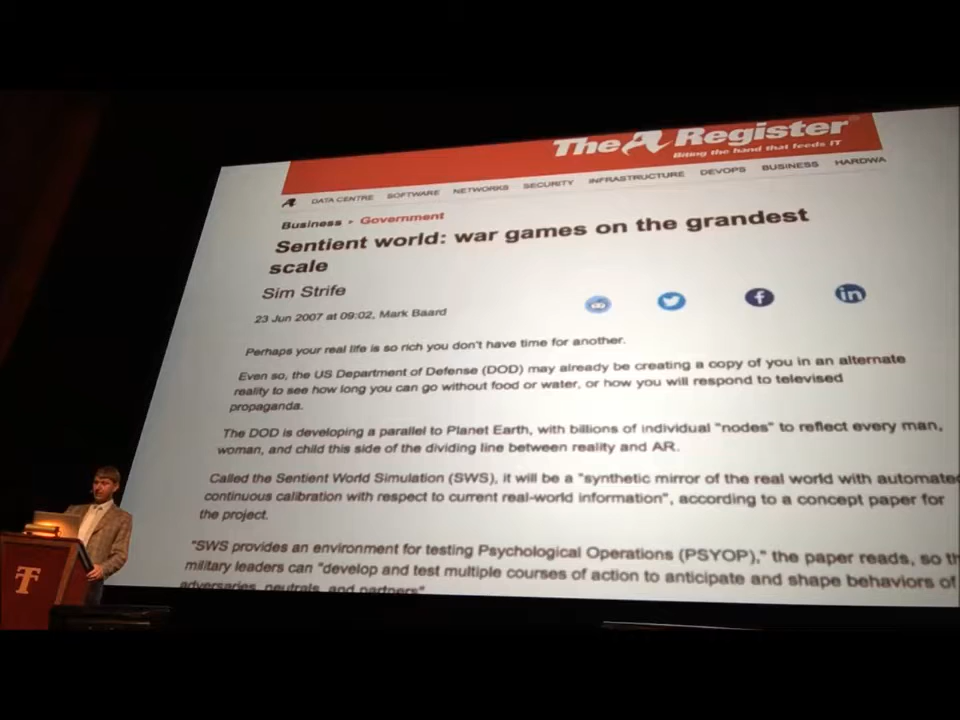 The Register
Biting the hand that feeds IT
DATA CENTRE SOFTWARE NETWORKS SECURITY INFRASTRUCTURE DEVOPS BUSINESS HARDWA
Business ▸ Government
Sentient world: war games on the grandest
scale
Sim Strife
23 Jun 2007 at 09:02, Mark Baard
in
Perhaps your real life is so rich you don't have time for another.
Even so, the US Department of Defense (DOD) may already be creating a copy of you in an alternate
reality to see how long you can go without food or water, or how you will respond to televised
propaganda.
The DOD is developing a parallel to Planet Earth, with billions of individual "nodes" to reflect every man,
woman, and child this side of the dividing line between reality and AR.
Called the Sentient World Simulation (SWS), it will be a "synthetic mirror of the real world with automated
continuous calibration with respect to current real-world information", according to a concept paper for
the project.
"SWS provides an environment for testing Psychological Operations (PSYOP)," the paper reads, so th
military leaders can "develop and test multiple courses of action to anticipate and shape behaviors of
adversaries, neutrals, and partners"